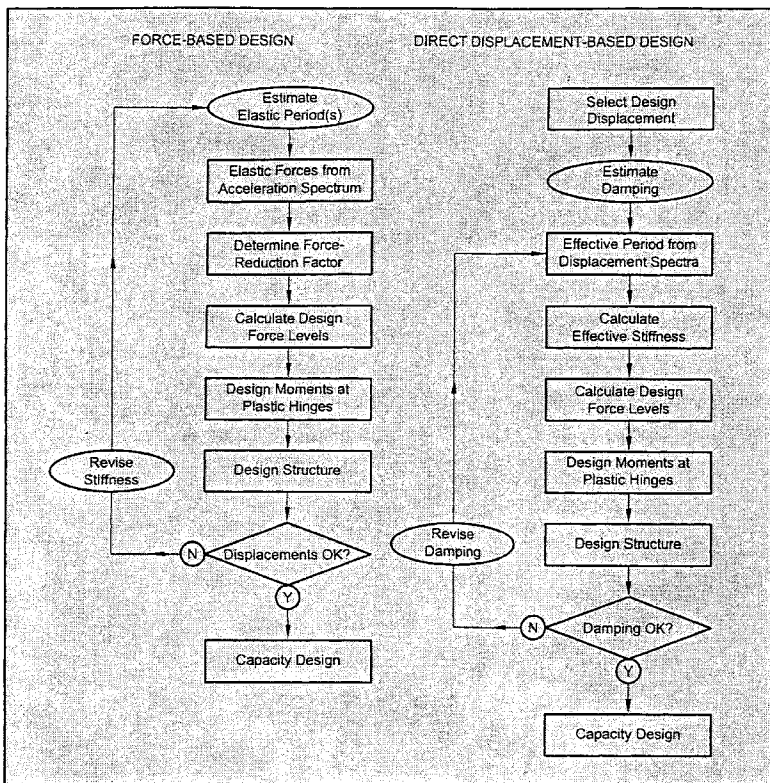 FORCE-BASED DESIGN
Estimate
Elastic Period(s)
Elastic Forces from
Acceleration Spectrum
Determine Force-
Reduction Factor
Calculate Design
Force Levels
Design Moments at
Plastic Hinges
Revise
Stiffness
Design Structure
N
Displacements OK?
Y
Capacity Design
DIRECT DISPLACEMENT-BASED DESIGN
Select Design
Displacement
Estimate
Damping
Effective Period from
Displacement Spectra
Calculate
Effective Stiffness
Calculate Design
Force Levels
Design Moments at
Plastic Hinges
Revise
Damping
Design Structure
N
Damping OK?
Y
Capacity Design